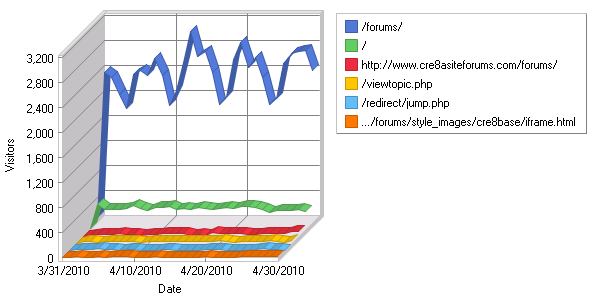 3,200
2,800
2,400
2,000
1,600
1,200
800
400
0
Visitors
3/31/2010
4/10/2010
4/20/2010
4/30/2010
Date
/forums/
/
http://www.cre8asiteforums.com/forums/
/viewtopic.php
/redirect/jump.php
.../forums/style_images/cre8base/iframe.html